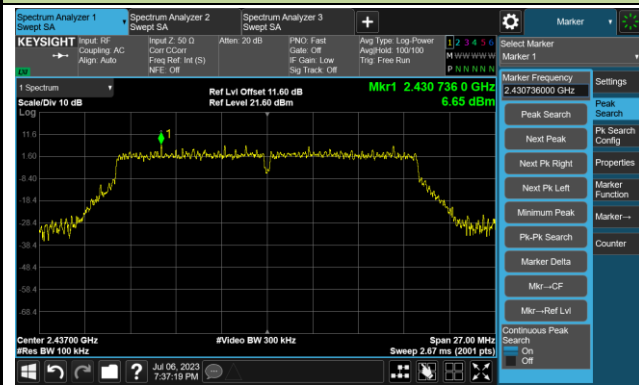 Spectrum Analyzer 1
Swept SA
Spectrum Analyzer 2
Swept SA
Spectrum Analyzer 3
Swept SA
Marker
KEYSIGHT
Input: RF
Coupling: AC
Align: Auto
Input Z: 50 Ω
Corr CCorr
Freq Ref: Int (S)
NFE: Off
Atten: 20 dB
PNO: Fast
Gate: Off
IF Gain: Low
Sig Track: Off
Avg Type: Log-Power
Avg|Hold: 100/100
Trig: Free Run
1 2 3 4 5 6
M W W W W W
P N N N N N
Select Marker
Marker 1
1 Spectrum
Scale/Div 10 dB
Log
Ref Lvl Offset 11.60 dB
Ref Level 21.60 dBm
Mkr1 2.430 736 0 GHz
6.65 dBm
1
11.6
1.60
-8.40
-18.4
-28.4
-38.4
-48.4
-58.4
-68.4
Center 2.43700 GHz
#Res BW 100 kHz
#Video BW 300 kHz
Span 27.00 MHz
Sweep 2.67 ms (2001 pts)
Marker Frequency
2.430736000 GHz
Peak Search
Next Peak
Next Pk Right
Next Pk Left
Minimum Peak
Pk-Pk Search
Marker Delta
Mkr→CF
Mkr→Ref Lvl
Continuous Peak
Search
On
Off
Settings
Peak
Search
Pk Search
Config
Properties
Marker
Function
Marker→
Counter
Jul 06, 2023
7:37:19 PM